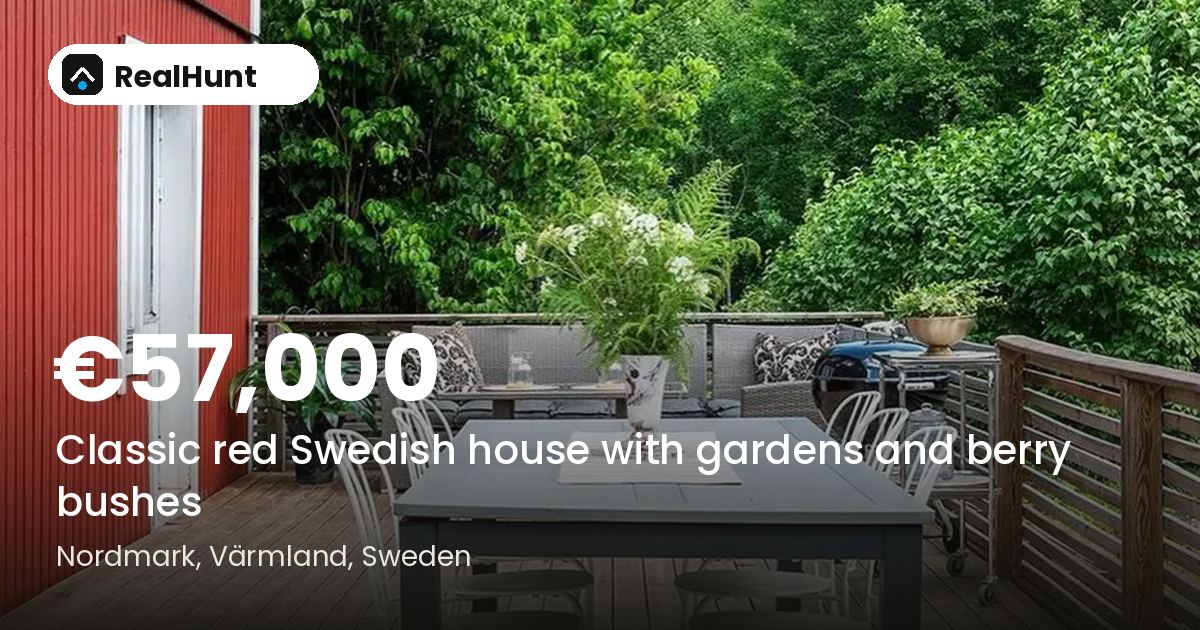 RealHunt
€57,000
Classic red Swedish house with gardens and berry
bushes
Nordmark, Värmland, Sweden